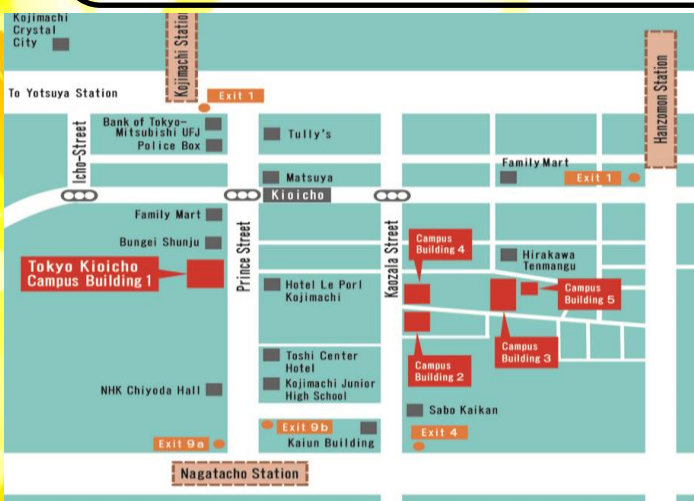 Kojimachi
Crystal
City
Kojimachi Station
Hanzomon Station
To Yotsuya Station
Exit 1
Icho-Street
Bank of Tokyo-
Mitsubishi UFJ
Police Box
Tully's
Matsuya
Family Mart
Exit 1
Kioicho
Family Mart
Bungei Shunju
Prince Street
Kaozala Street
Campus
Building 4
Hirakawa
Tenmangu
Tokyo Kioicho
Campus Building 1
Hotel Le Porl
Kojimachi
Campus
Building 5
Campus
Building 3
Campus
Building 2
Toshi Center
Hotel
Kojimachi Junior
High School
NHK Chiyoda Hall
Sabo Kaikan
Exit 9a
Exit 9b
Kaiun Building
Exit 4
Nagatacho Station